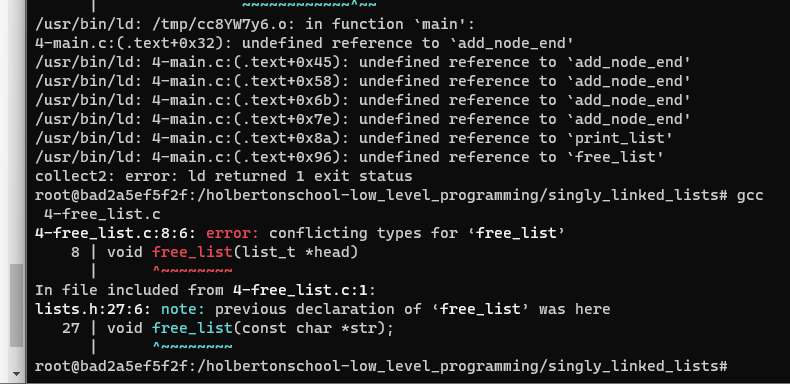 | ~~~~~~~~~~~~^~~
/usr/bin/ld: /tmp/cc8YW7y6.o: in function `main':
4-main.c:(.text+0x32): undefined reference to `add_node_end'
/usr/bin/ld: 4-main.c:(.text+0x45): undefined reference to `add_node_end'
/usr/bin/ld: 4-main.c:(.text+0x58): undefined reference to `add_node_end'
/usr/bin/ld: 4-main.c:(.text+0x6b): undefined reference to `add_node_end'
/usr/bin/ld: 4-main.c:(.text+0x7e): undefined reference to `add_node_end'
/usr/bin/ld: 4-main.c:(.text+0x8a): undefined reference to `print_list'
/usr/bin/ld: 4-main.c:(.text+0x96): undefined reference to `free_list'
collect2: error: ld returned 1 exit status
root@bad2a5ef5f2f:/holbertonschool-low_level_programming/singly_linked_lists# gcc
 4-free_list.c
4-free_list.c:8:6: error: conflicting types for ‘free_list’
    8 | void free_list(list_t *head)
      |      ^~~~~~~~~
In file included from 4-free_list.c:1:
lists.h:27:6: note: previous declaration of ‘free_list’ was here
   27 | void free_list(const char *str);
      |      ^~~~~~~~~
root@bad2a5ef5f2f:/holbertonschool-low_level_programming/singly_linked_lists#